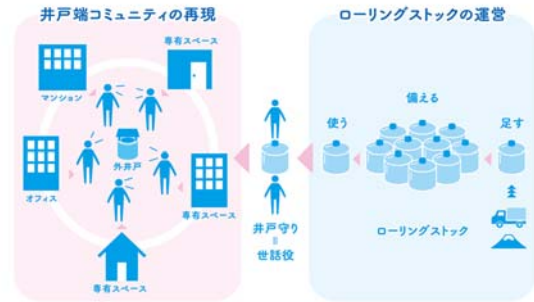 井戸端コミュニティの再現
専有スペース
マンション
外井戸
オフィス
専有スペース
専有スペース
井戸守り
=
世話役
ローリングストックの運営
備える
使う
足す
ローリングストック